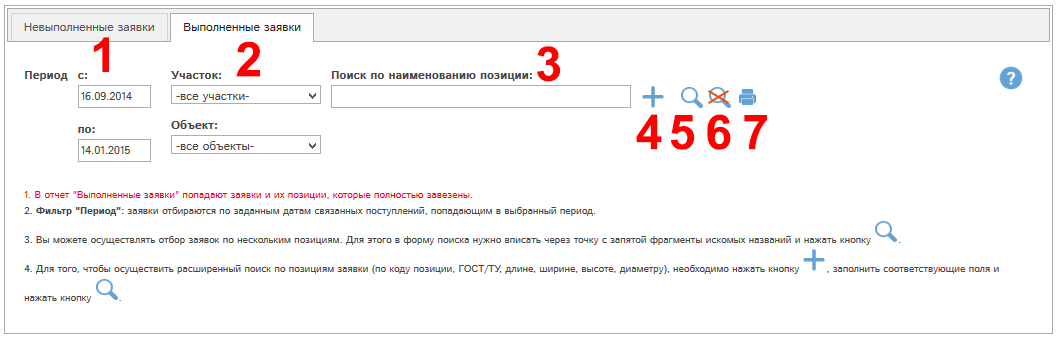 Невыполненные заявки Выполненные заявки
1 2 3
Период с: Участок: Поиск по наименованию позиции:
16.09.2014 -все участки- ?
4 5 6 7
по: Объект:
14.01.2015 -все объекты-
1. В отчет "Выполненные заявки" попадают заявки и их позиции, которые полностью завезены.
2. Фильтр "Период": заявки отбираются по заданным датам связанных поступлений, попадающим в выбранный период.
3. Вы можете осуществлять отбор заявок по нескольким позициям. Для этого в форму поиска нужно вписать через точку с запятой фрагменты искомых названий и нажать кнопку .
4. Для того, чтобы осуществить расширенный поиск по позициям заявки (по коду позиции, ГОСТ/ТУ, длине, ширине, высоте, диаметру), необходимо нажать кнопку , заполнить соответствующие поля и
нажать кнопку .